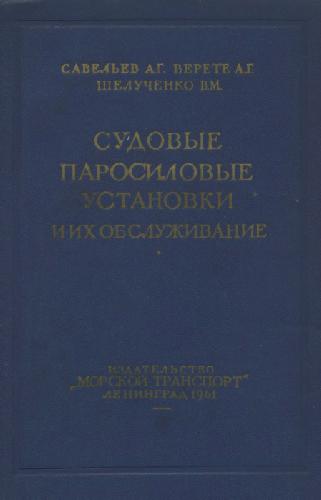 САВЕЛЬЕВ А.Г. ВЕРЕТЕ А.Г.
ШЕЛУЧЕНКО В.М.
СУДОВЫЕ
ПАРОСИЛОВЫЕ
УСТАНОВКИ
И ИХ ОБСЛУЖИВАНИЕ
ИЗДАТЕЛЬСТВО
„МОРСКОЙ ТРАНСПОРТ"
ЛЕНИНГРАД 1961